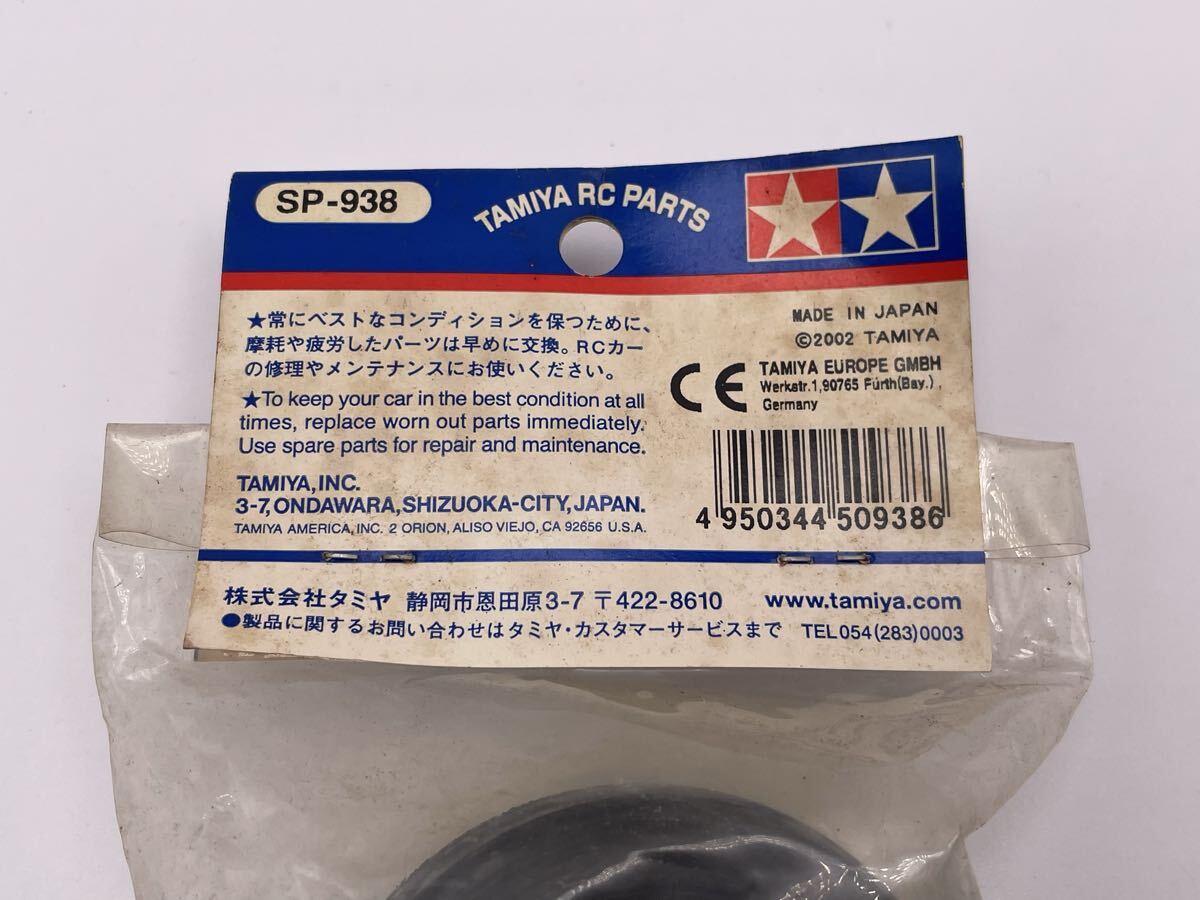 SP-938
TAMIYA RC PARTS
★常にベストなコンディションを保つために、
摩耗や疲労したパーツは早めに交換。RCカー
の修理やメンテナンスにお使いください。
★To keep your car in the best condition at all
times, replace worn out parts immediately.
Use spare parts for repair and maintenance.
TAMIYA, INC.
3-7, ONDAWARA, SHIZUOKA-CITY, JAPAN.
TAMIYA AMERICA, INC. 2 ORION, ALISO VIEJO, CA 92656 U.S.A.
MADE IN JAPAN
©2002 TAMIYA
CE
TAMIYA EUROPE GMBH
Werkstr.1,90765 Fürth(Bay.),
Germany
4 950344 509386
株式会社タミヤ 静岡市恩田原3-7 〒422-8610 www.tamiya.com
●製品に関するお問い合わせはタミヤ・カスタマーサービスまで TEL054(283)0003